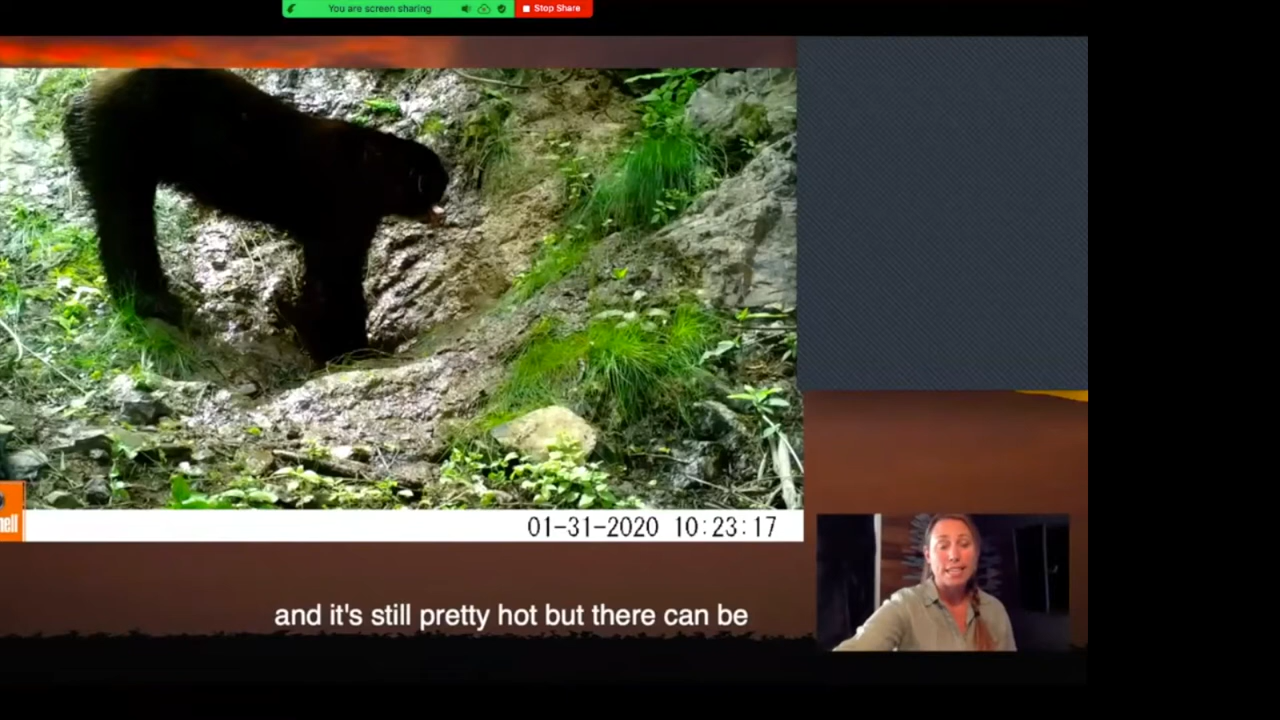 You are screen sharing
Stop Share
nell
01-31-2020 10:23:17
and it's still pretty hot but there can be